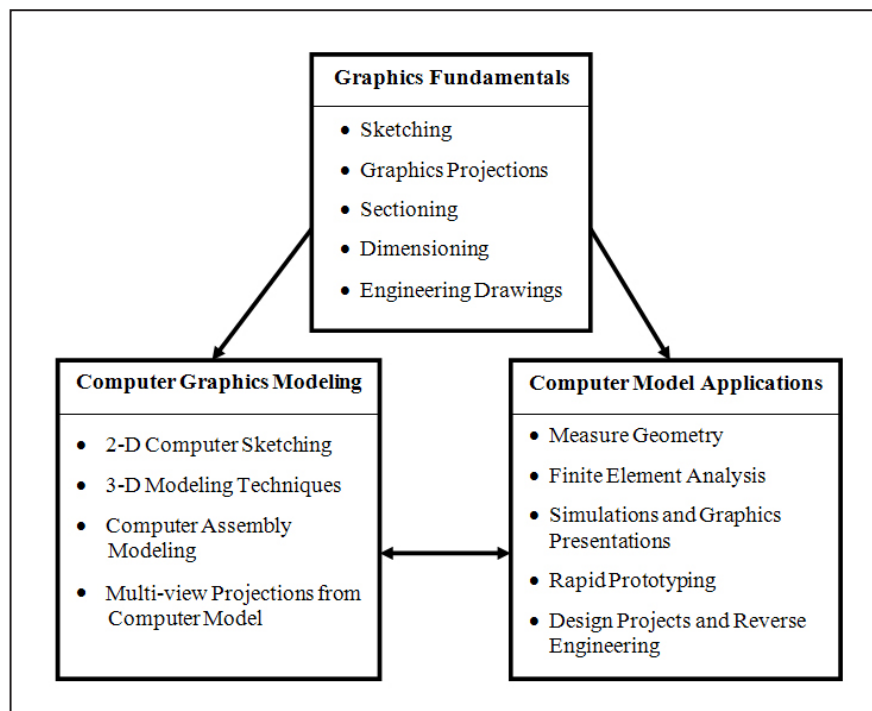 Graphics Fundamentals
• Sketching
• Graphics Projections
• Sectioning
• Dimensioning
• Engineering Drawings
Computer Graphics Modeling
• 2-D Computer Sketching
• 3-D Modeling Techniques
• Computer Assembly
Modeling
• Multi-view Projections from
Computer Model
Computer Model Applications
• Measure Geometry
• Finite Element Analysis
• Simulations and Graphics
Presentations
• Rapid Prototyping
• Design Projects and Reverse
Engineering